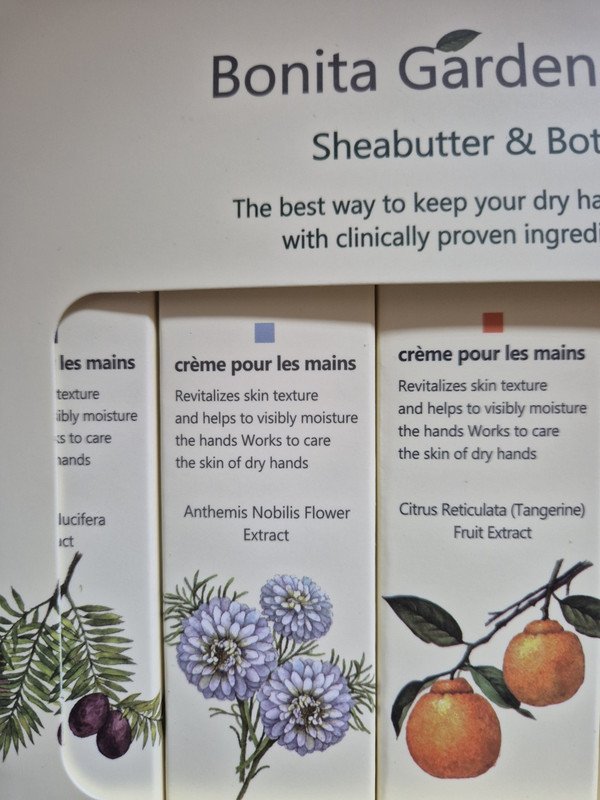 Bonita Garden
Sheabutter & Bot
The best way to keep your dry ha
with clinically proven ingredi
les mains
texture
ibly moisture
s to care
hands
lucifera
act
crème pour les mains
Revitalizes skin texture
and helps to visibly moisture
the hands Works to care
the skin of dry hands
Anthemis Nobilis Flower
Extract
crème pour les mains
Revitalizes skin texture
and helps to visibly moisture
the hands Works to care
the skin of dry hands
Citrus Reticulata (Tangerine)
Fruit Extract